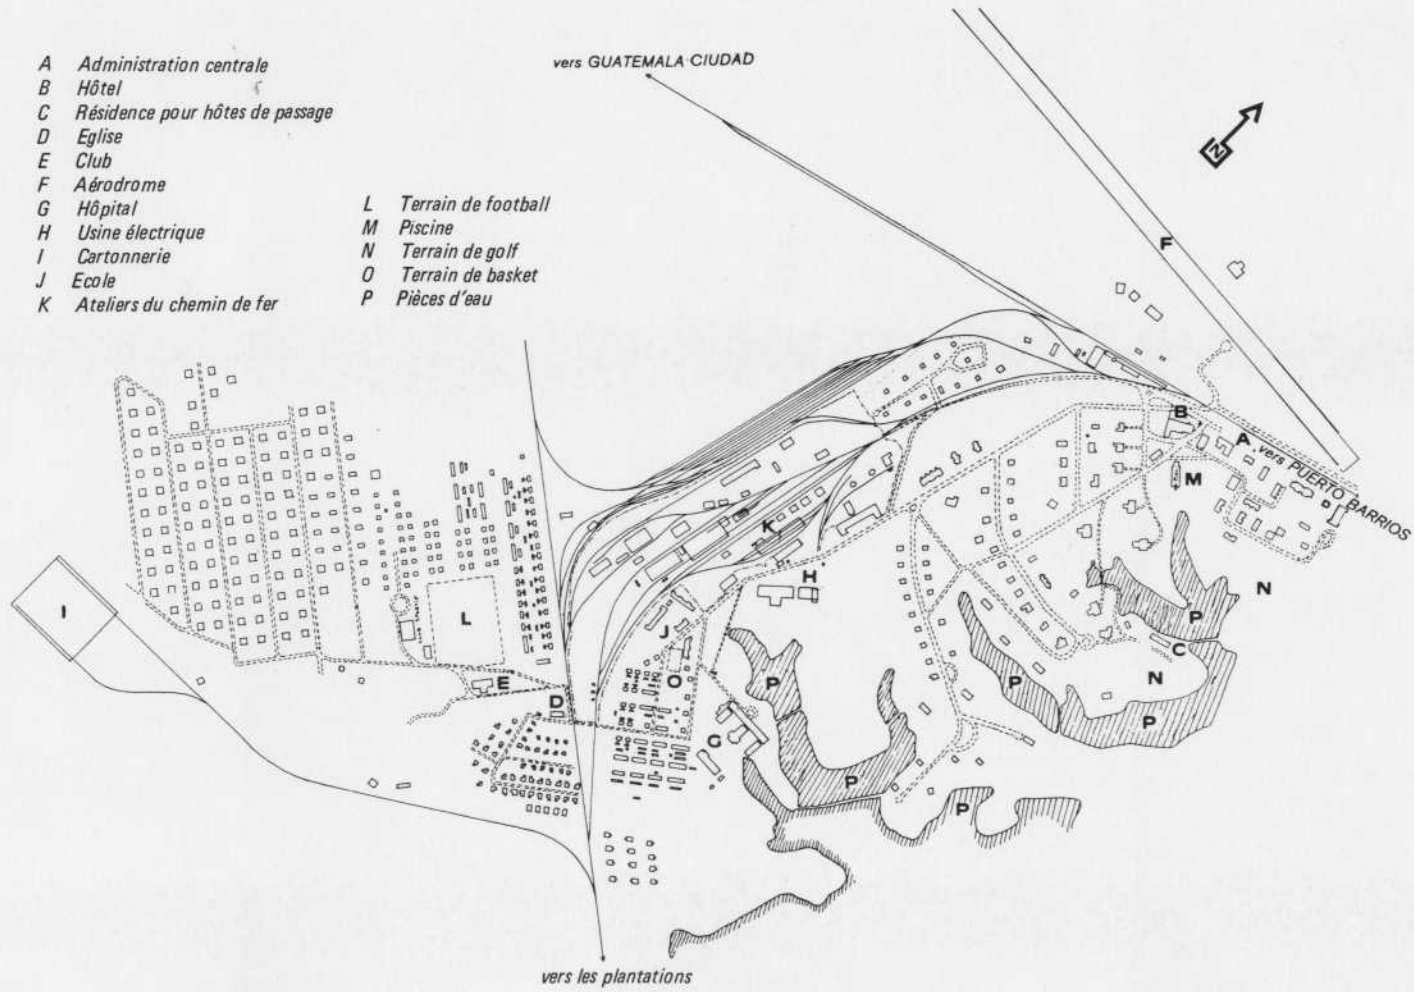 A Administration centrale
B Hôtel
C Résidence pour hôtes de passage
D Eglise
E Club
F Aérodrome
G Hôpital
H Usine électrique
I Cartonnerie
J Ecole
K Ateliers du chemin de fer
L Terrain de football
M Piscine
N Terrain de golf
O Terrain de basket
P Pièces d'eau
vers GUATEMALA CIUDAD
N
F
B
A
vers PUERTO BARRIOS
M
D
K
H
N
P
I
L
J
C
E
O
P
P
N
D
G
P
P
P
vers les plantations